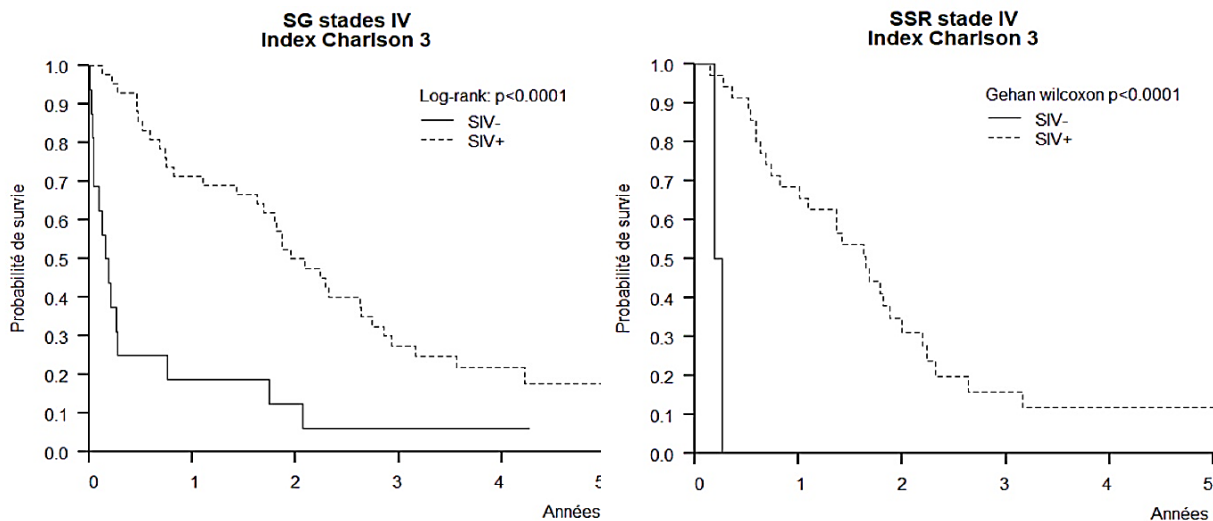 SG stades IV
Index Charlson 3
Probabilité de survie
1.0
0.9
0.8
0.7
0.6
0.5
0.4
0.3
0.2
0.1
0.0
Log-rank: p<0.0001
SIV-
SIV+
0 1 2 3 4 5
Années
SSR stade IV
Index Charlson 3
Probabilité de survie
1.0
0.9
0.8
0.7
0.6
0.5
0.4
0.3
0.2
0.1
0.0
Gehan wilcoxon p<0.0001
SIV-
SIV+
0 1 2 3 4 5
Années